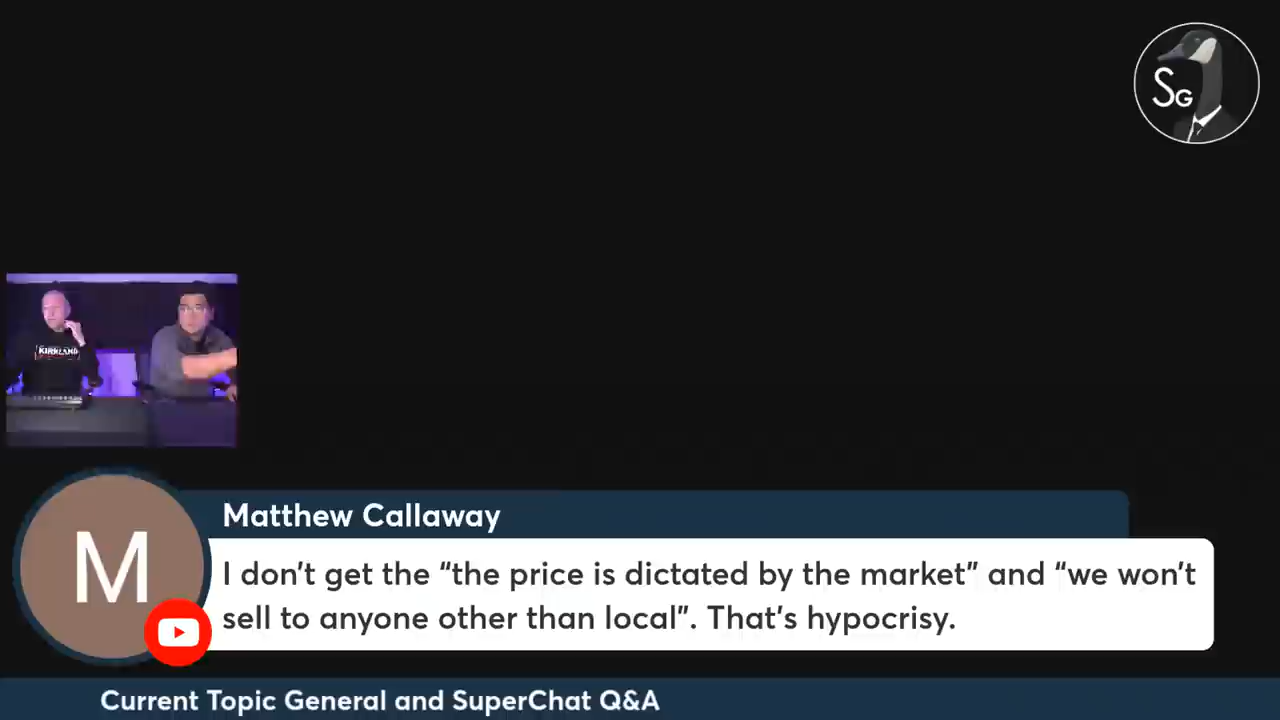 SG
KIRKLAND
Matthew Callaway
M
I don't get the “the price is dictated by the market” and “we won't
sell to anyone other than local”. That's hypocrisy.
Current Topic General and SuperChat Q&A